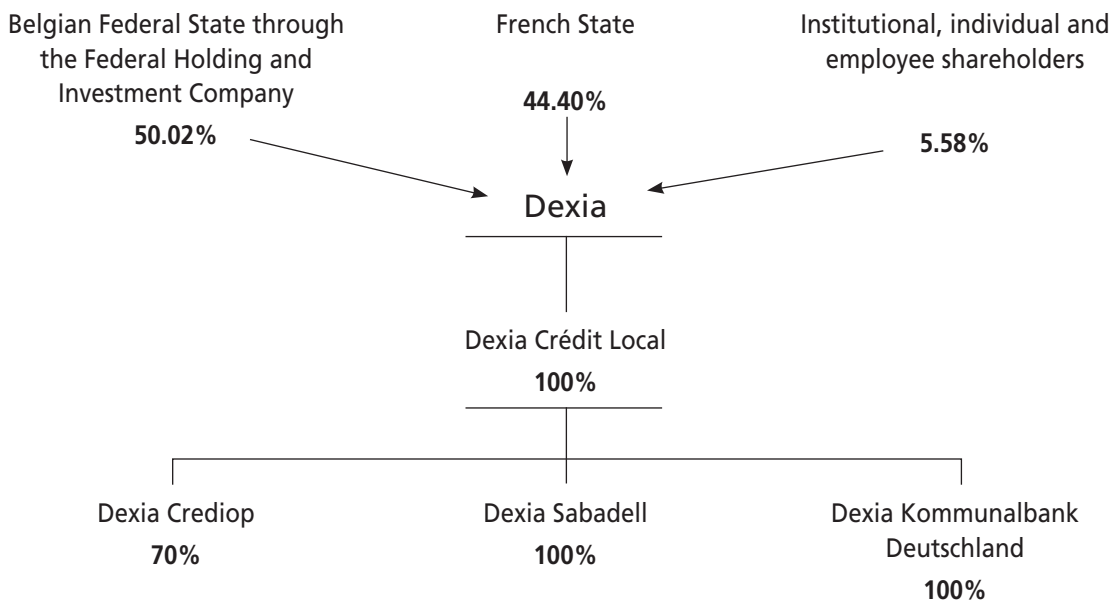 Belgian Federal State through
the Federal Holding and
Investment Company
50.02%
French State
44.40%
Institutional, individual and
employee shareholders
5.58%
Dexia
Dexia Crédit Local
100%
Dexia Crediop
70%
Dexia Sabadell
100%
Dexia Kommunalbank
Deutschland
100%